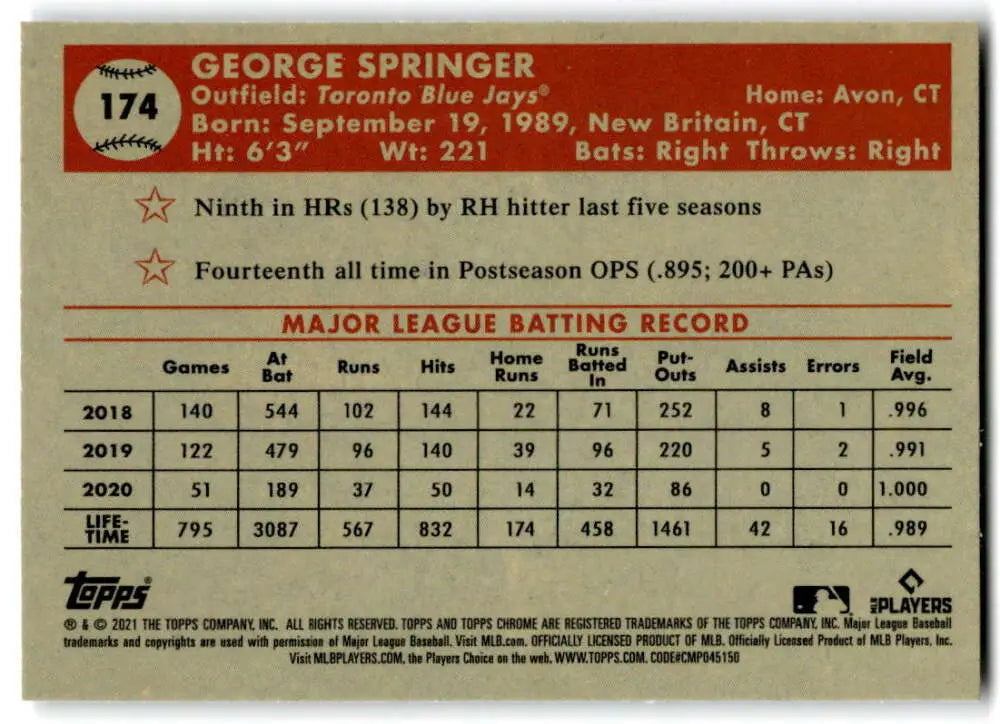 174
GEORGE SPRINGER
Outfield: Toronto Blue Jays® Home: Avon, CT
Born: September 19, 1989, New Britain, CT
Ht: 6'3" Wt: 221 Bats: Right Throws: Right
Ninth in HRs (138) by RH hitter last five seasons
Fourteenth all time in Postseason OPS (.895; 200+ PAs)
MAJOR LEAGUE BATTING RECORD
Games At Bat Runs Hits Home Runs Runs Batted In Put-Outs Assists Errors Field Avg.
2018 140 544 102 144 22 71 252 8 1 .996
2019 122 479 96 140 39 96 220 5 2 .991
2020 51 189 37 50 14 32 86 0 0 1.000
LIFE-TIME 795 3087 567 832 174 458 1461 42 16 .989
Topps® MLB PLAYERS
® & © 2021 THE TOPPS COMPANY, INC. ALL RIGHTS RESERVED. TOPPS AND TOPPS CHROME ARE REGISTERED TRADEMARKS OF THE TOPPS COMPANY, INC. Major League Baseball
trademarks and copyrights are used with permission of Major League Baseball. Visit MLB.com. OFFICIALLY LICENSED PRODUCT OF MLB. Officially Licensed Product of MLB Players, Inc.
Visit MLBPLAYERS.COM, the Players Choice on the web. WWW.TOPPS.COM. CODE#CMP045150